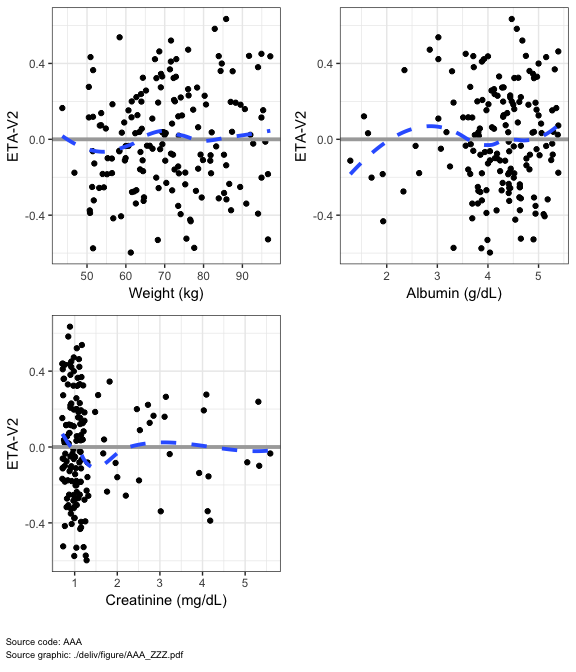 ETA-V2
0.4
0.0
-0.4
50 60 70 80 90
Weight (kg)
ETA-V2
0.4
0.0
-0.4
2 3 4 5
Albumin (g/dL)
ETA-V2
0.4
0.0
-0.4
1 2 3 4 5
Creatinine (mg/dL)
Source code: AAA
Source graphic: ./deliv/figure/AAA_ZZZ.pdf